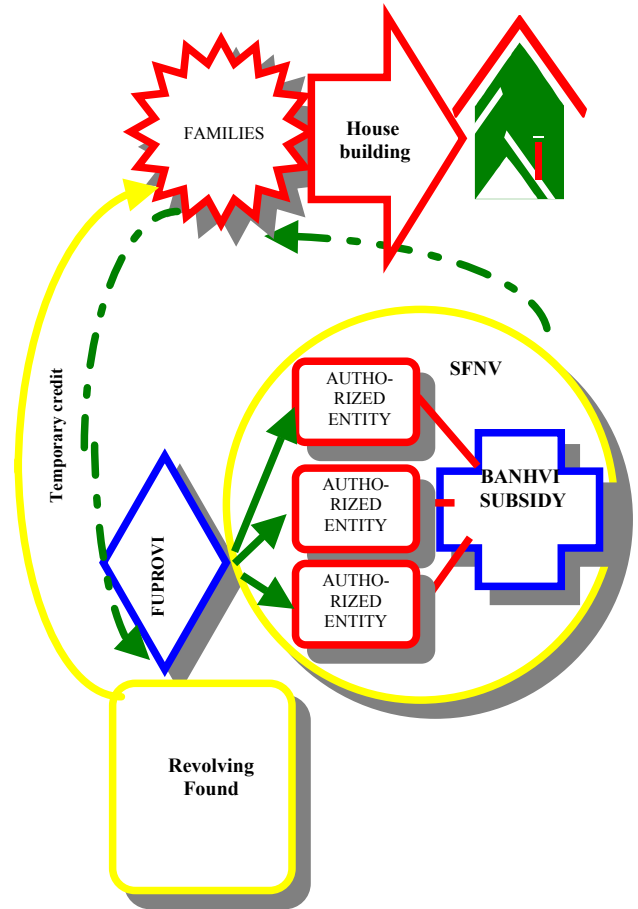 FAMILIES
House
building
Temporary credit
SFNV
AUTHO-
RIZED
ENTITY
AUTHO-
RIZED
ENTITY
AUTHO-
RIZED
ENTITY
BANHVI
SUBSIDY
FUPROVI
Revolving
Found